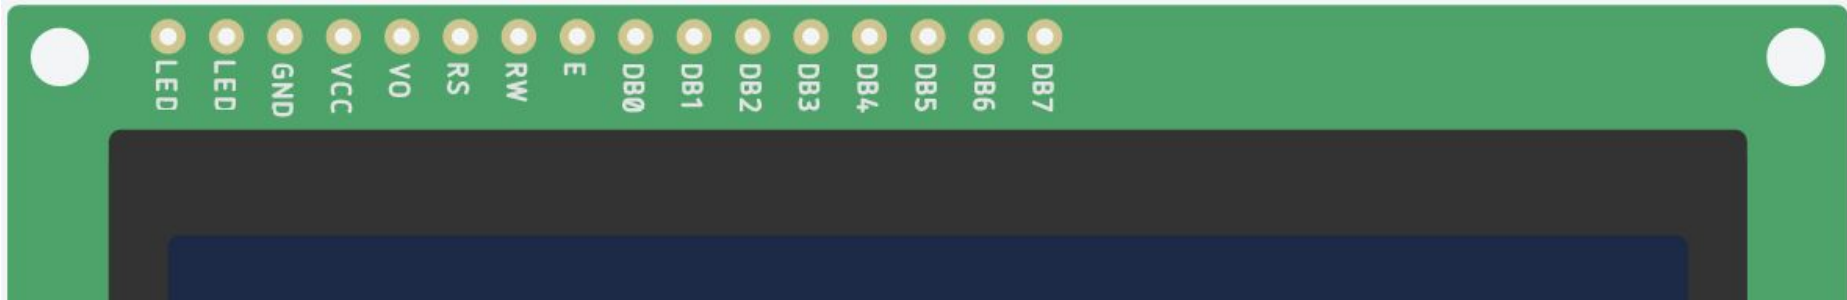 LED LED GND VCC VO RS RW E DB0 DB1 DB2 DB3 DB4 DB5 DB6 DB7